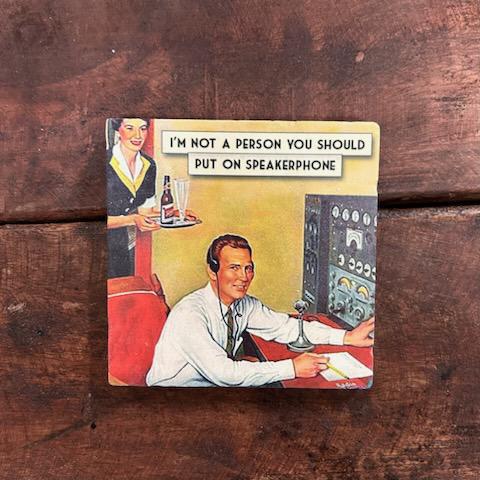 I'M NOT A PERSON YOU SHOULD
PUT ON SPEAKERPHONE